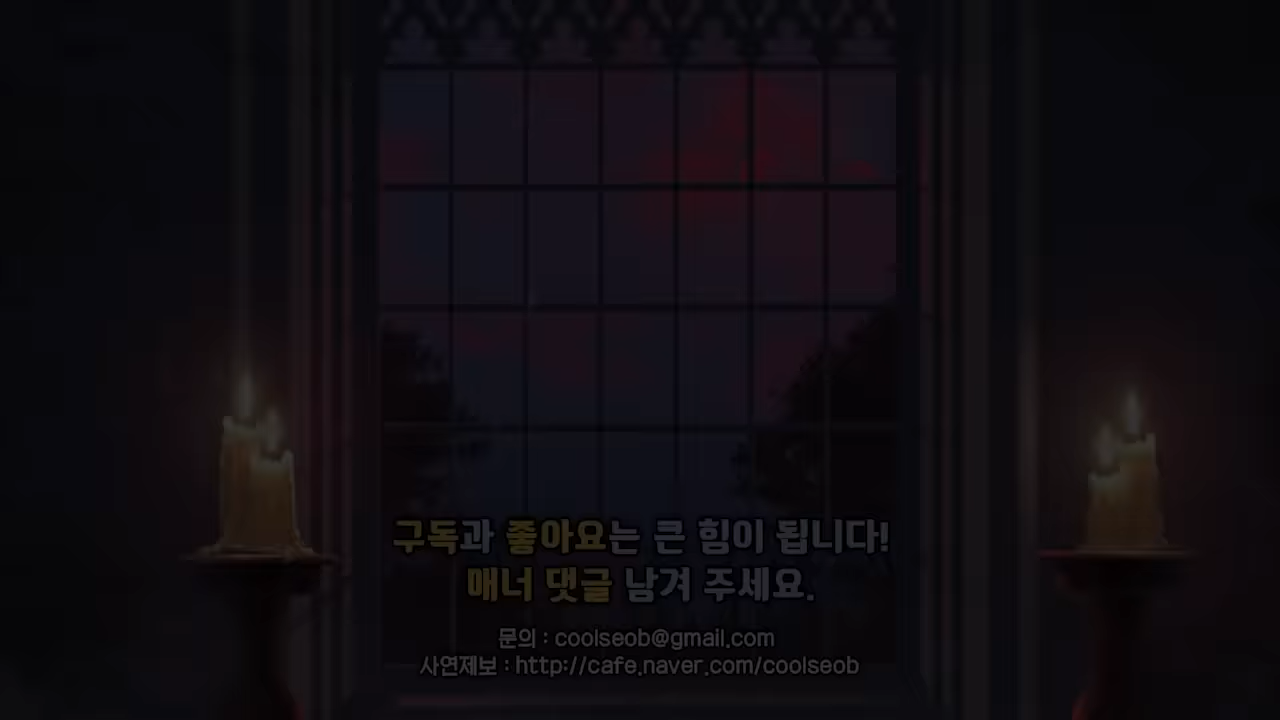 구독과 좋아요는 큰 힘이 됩니다!
매너 댓글 남겨 주세요.
문의 : coolseob@gmail.com
사연제보 : http://cafe.naver.com/coolseob